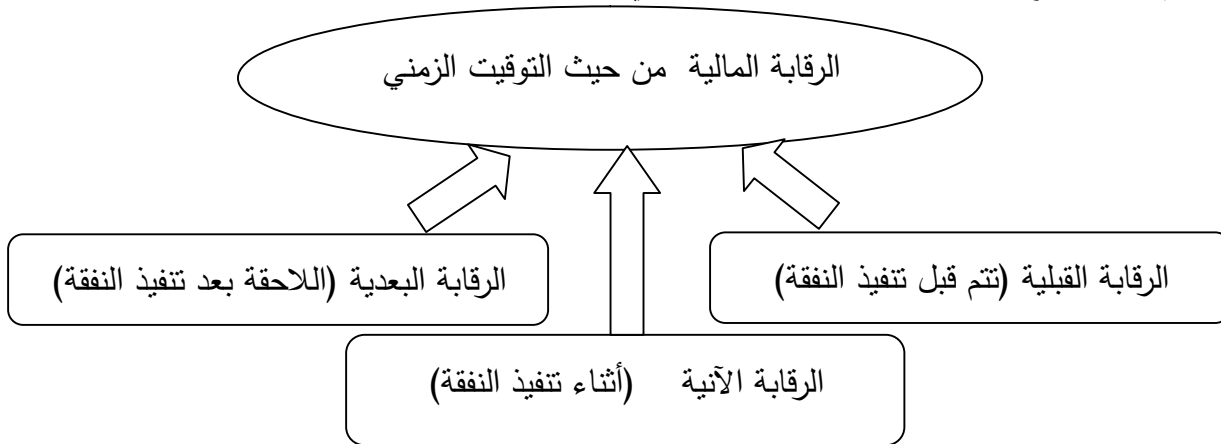 الرقابة المالية من حيث التوقيت الزمني
الرقابة القبلية (تتم قبل تنفيذ النفقة)
الرقابة البعدية (اللاحقة بعد تنفيذ النفقة)
الرقابة الآنية (أثناء تنفيذ النفقة)